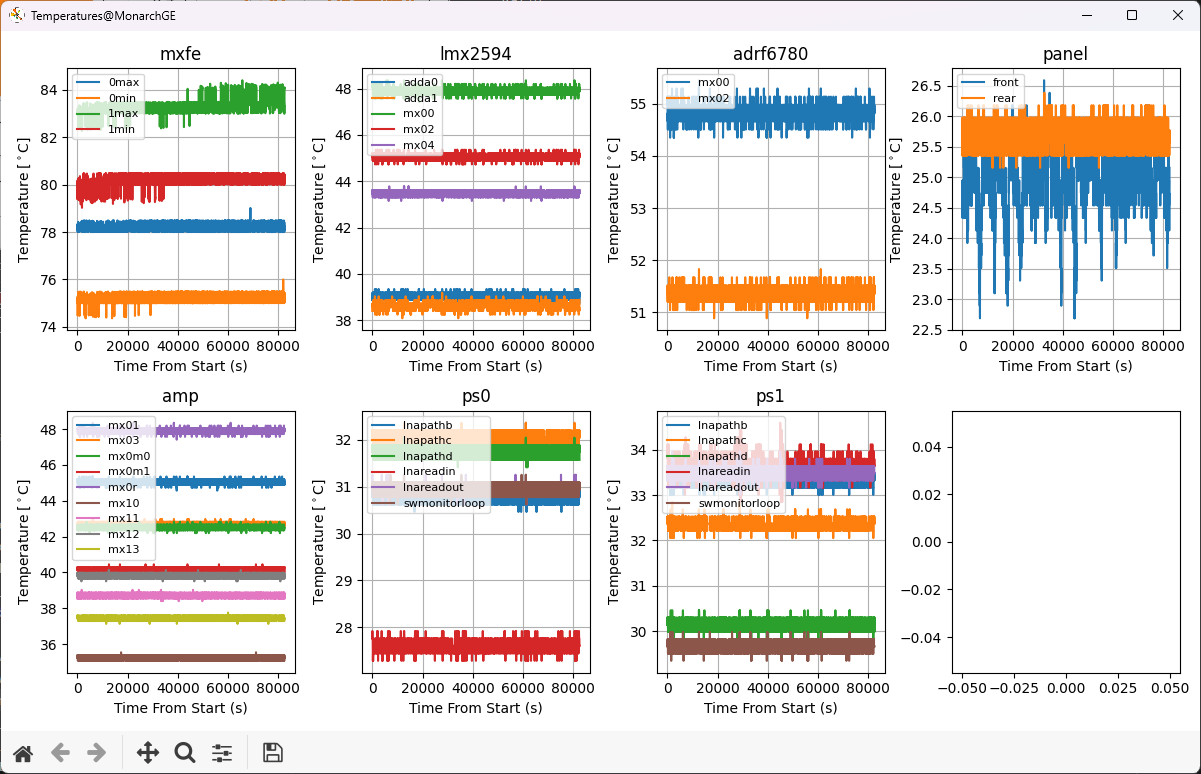 Temperatures@MonarchGE
mxfe
lmx2594
adrf6780
panel
Temperature [°C]
84
82
80
78
76
74
0max
0min
1max
1min
0 20000 40000 60000 80000
Time From Start (s)
Temperature [°C]
48
46
44
42
40
38
adda0
adda1
mx00
mx02
mx04
0 20000 40000 60000 80000
Time From Start (s)
Temperature [°C]
55
54
53
52
51
mx00
mx02
0 20000 40000 60000 80000
Time From Start (s)
Temperature [°C]
26.5
26.0
25.5
25.0
24.5
24.0
23.5
23.0
22.5
front
rear
0 20000 40000 60000 80000
Time From Start (s)
amp
ps0
ps1
Temperature [°C]
48
46
44
42
40
38
36
mx01
mx03
mx0m0
mx0m1
mx0r
mx10
mx11
mx12
mx13
0 20000 40000 60000 80000
Time From Start (s)
Temperature [°C]
32
31
30
29
28
lnapathb
lnapathc
lnapathd
lnareadin
lnareadout
swmonitorloop
0 20000 40000 60000 80000
Time From Start (s)
Temperature [°C]
34
33
32
31
30
lnapathb
lnapathc
lnapathd
lnareadin
lnareadout
swmonitorloop
0 20000 40000 60000 80000
Time From Start (s)
0.04
0.02
0.00
−0.02
−0.04
−0.050 −0.025 0.000 0.025 0.050